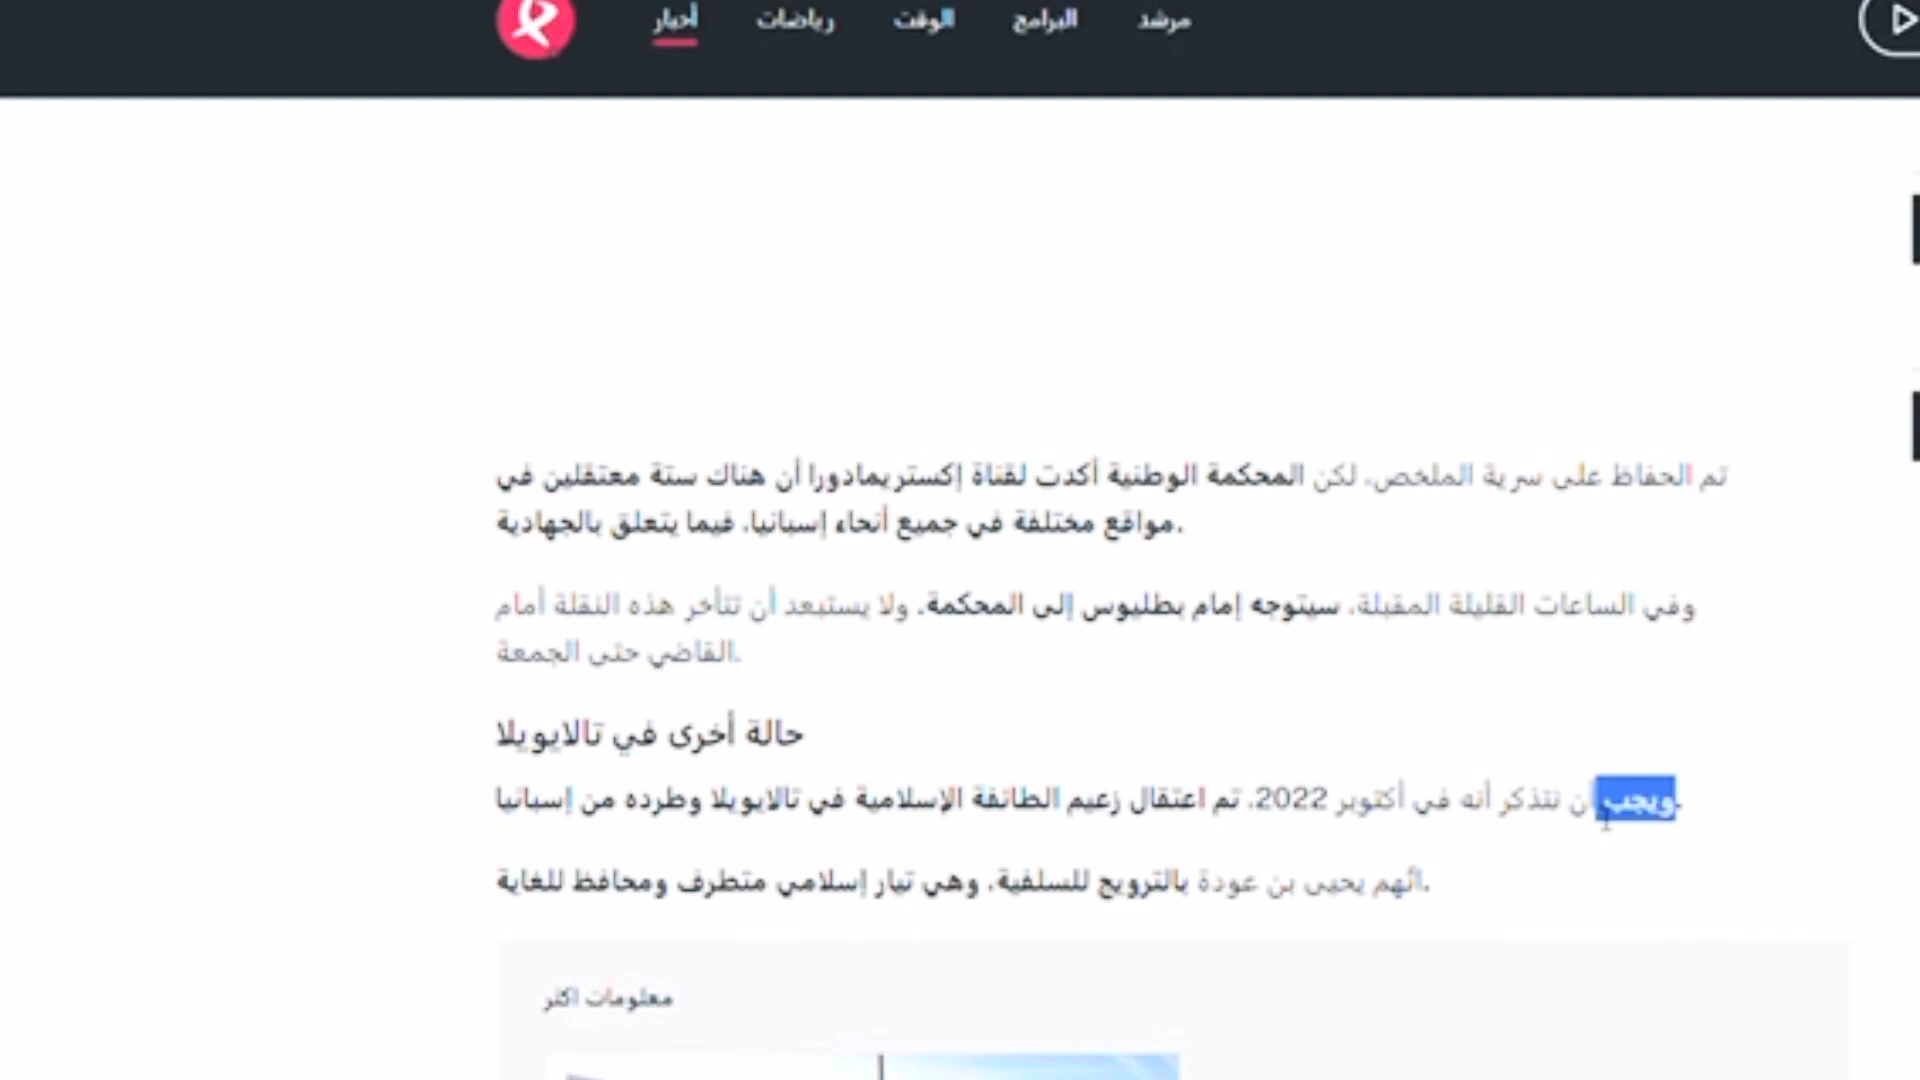 أخبار
رياضات
الوقت
البرامج
مرشد
تم الحفاظ على سرية الملخص، لكن المحكمة الوطنية أكدت لقناة إكستريمادورا أن هناك ستة معتقلين في
مواقع مختلفة في جميع أنحاء إسبانيا، فيما يتعلق بالجهادية.
وفي الساعات القليلة المقبلة، سيتوجه إمام بطليوس إلى المحكمة، ولا يستبعد أن تتأخر هذه النقلة أمام
القاضي حتى الجمعة.
حالة أخرى في تالايويلا
ويجب أن نتذكر أنه في أكتوبر 2022، تم اعتقال زعيم الطائفة الإسلامية في تالايويلا وطرده من إسبانيا.
اتُهم يحيى بن عودة بالترويج للسلفية، وهي تيار إسلامي متطرف ومحافظ للغاية.
معلومات اكثر